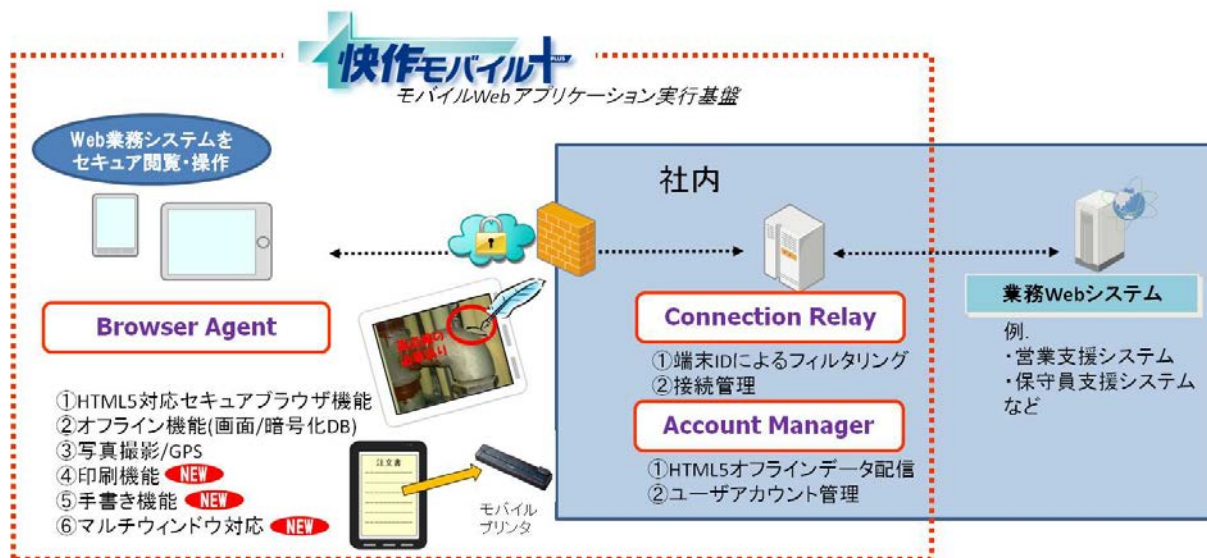 快作モバイル+
PLUS
モバイルWebアプリケーション実行基盤
Web業務システムを
セキュア閲覧・操作
社内
Browser Agent
①HTML5対応セキュアブラウザ機能
②オフライン機能(画面/暗号化DB)
③写真撮影/GPS
④印刷機能 NEW
⑤手書き機能 NEW
⑥マルチウィンドウ対応 NEW
注文書
モバイル
プリンタ
Connection Relay
①端末IDによるフィルタリング
②接続管理
Account Manager
①HTML5オフラインデータ配信
②ユーザアカウント管理
業務Webシステム
例.
・営業支援システム
・保守員支援システム
など